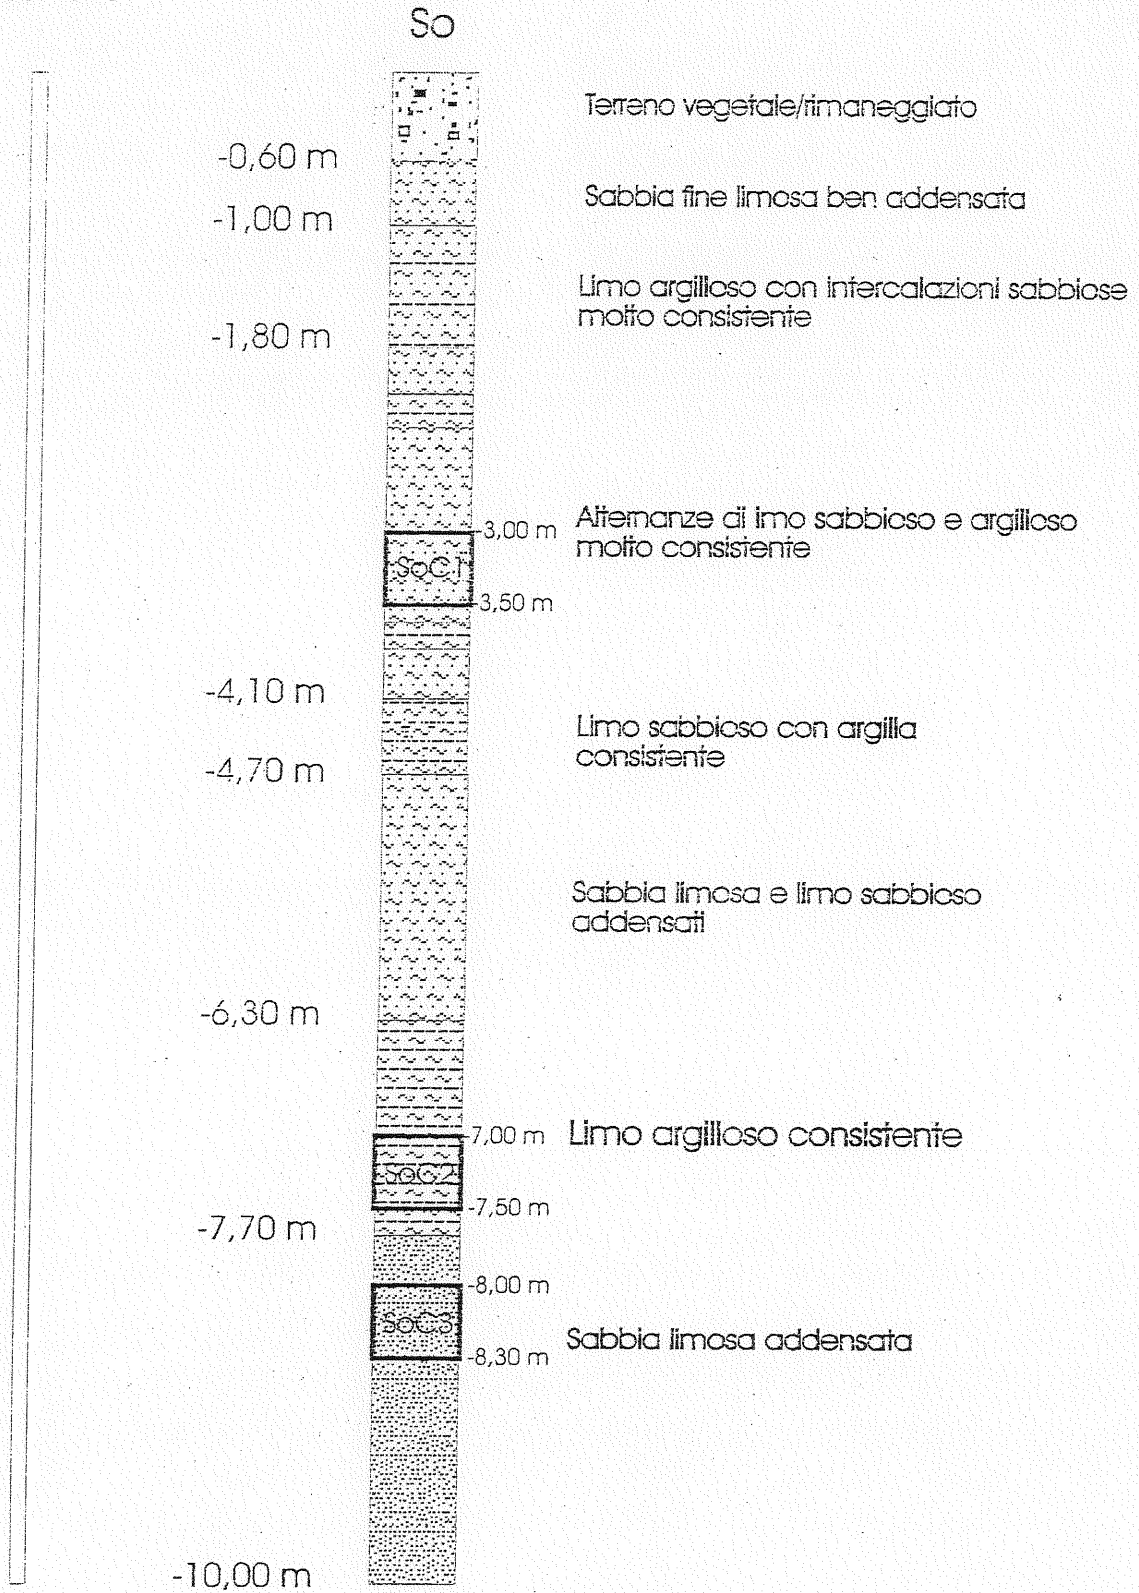 So
Terreno vegetale/rimaneggiato
-0,60 m
Sabbia fine limosa ben addensata
-1,00 m
Limo argilloso con intercalazioni sabbiose
molto consistente
-1,80 m
-3,00 m
Alternanze di limo sabbioso e argilloso
molto consistente
SoC1
-3,50 m
-4,10 m
Limo sabbioso con argilla
consistente
-4,70 m
Sabbia limosa e limo sabbioso
addensati
-6,30 m
-7,00 m
Limo argilloso consistente
SoC2
-7,50 m
-7,70 m
-8,00 m
SoC3
Sabbia limosa addensata
-8,30 m
-10,00 m